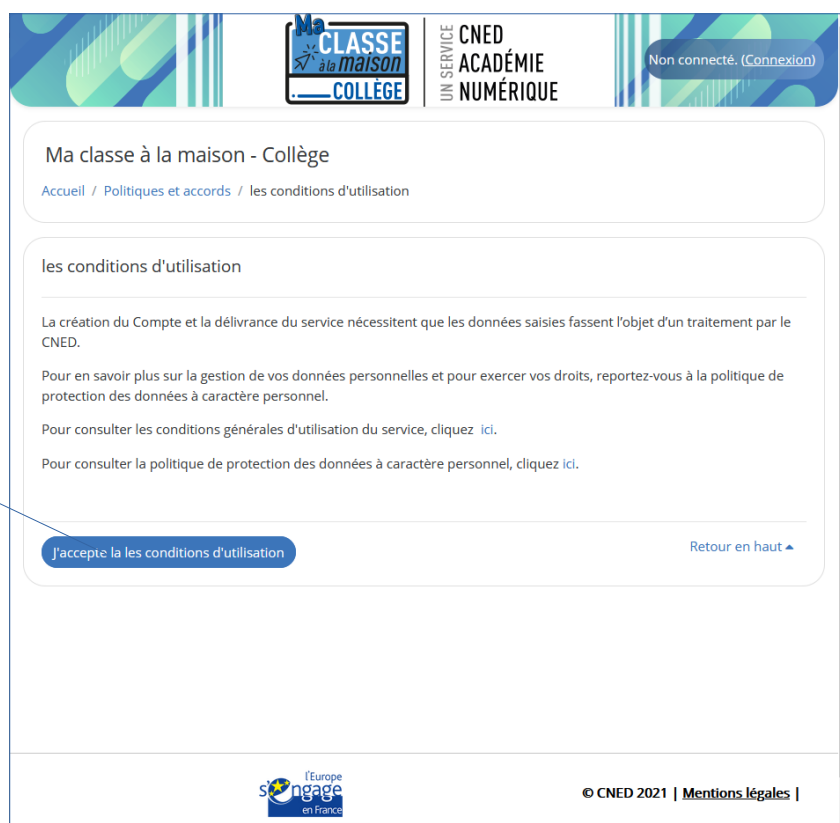 Ma
CLASSE
à la maison
COLLÈGE
UN SERVICE
CNED
ACADÉMIE
NUMÉRIQUE
Non connecté. (Connexion)
Ma classe à la maison - Collège
Accueil / Politiques et accords / les conditions d'utilisation
les conditions d'utilisation
La création du Compte et la délivrance du service nécessitent que les données saisies fassent l’objet d’un traitement par le
CNED.
Pour en savoir plus sur la gestion de vos données personnelles et pour exercer vos droits, reportez-vous à la politique de
protection des données à caractère personnel.
Pour consulter les conditions générales d'utilisation du service, cliquez ici.
Pour consulter la politique de protection des données à caractère personnel, cliquez ici.
J'accepte la les conditions d'utilisation
Retour en haut
l'Europe
s'engage
en France
© CNED 2021 | Mentions légales |